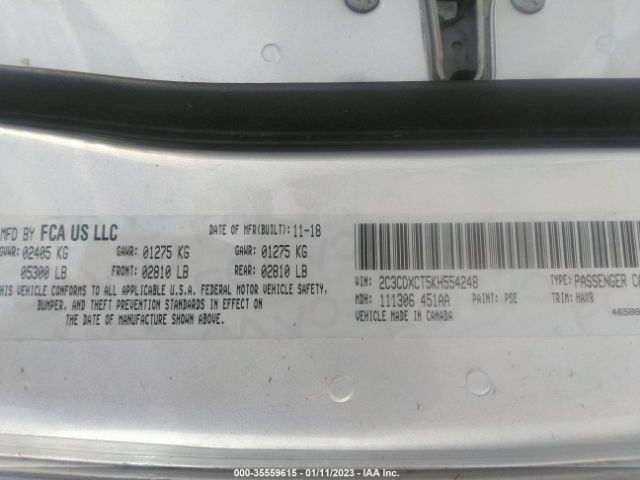 MFD BY FCA US LLC DATE OF MFR(BUILT): 11-18
GVWR: 02405 KG GAWR: 01275 KG GAWR: 01275 KG
05300 LB FRONT: 02810 LB REAR: 02810 LB
THIS VEHICLE CONFORMS TO ALL APPLICABLE U.S.A. FEDERAL MOTOR VEHICLE SAFETY,
BUMPER, AND THEFT PREVENTION STANDARDS IN EFFECT ON
THE DATE OF MANUFACTURE SHOWN ABOVE.
VIN: 2C3CDXCT5KH554248 TYPE: PASSENGER
MDH: 111306 451AA PAINT: PSE TRIM: HAX9
VEHICLE MADE IN CANADA
000-35559615 - 01/11/2023 - IAA Inc.